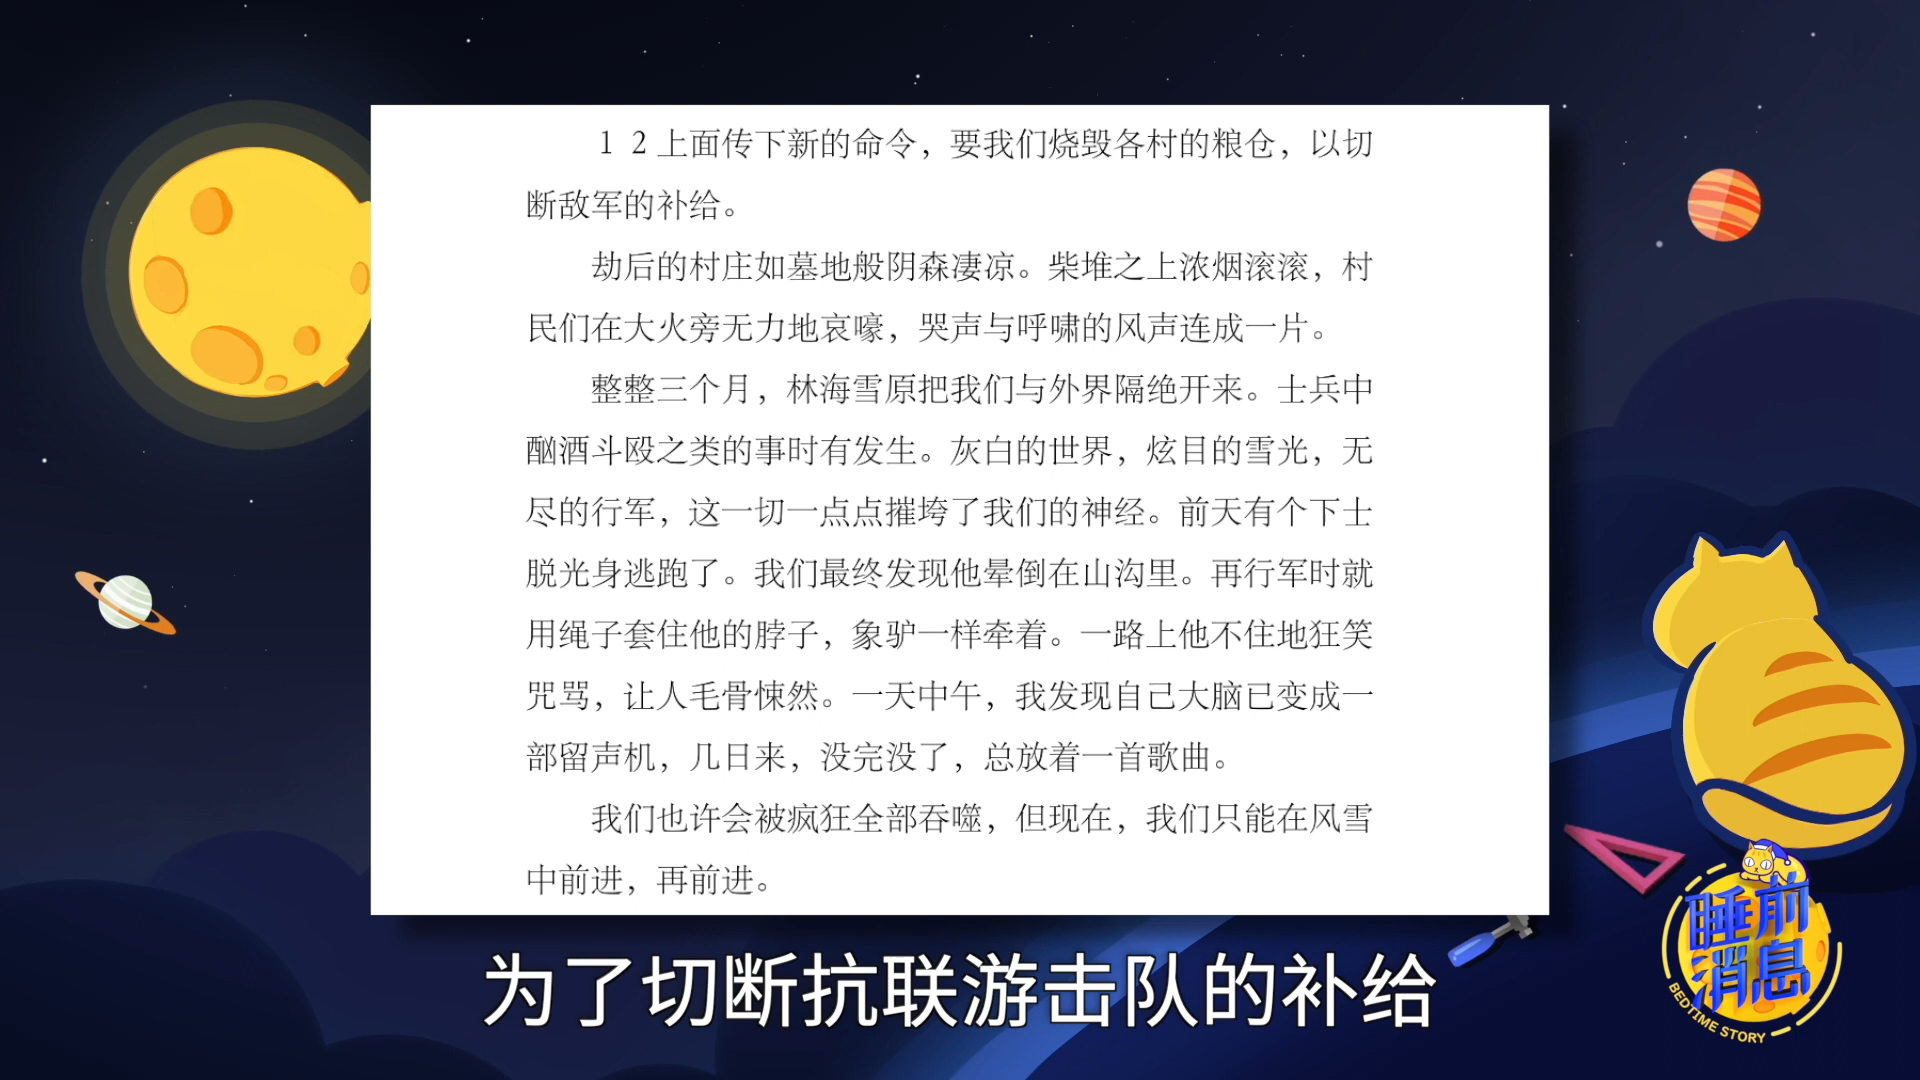 １２上面传下新的命令，要我们烧毁各村的粮仓，以切
断敌军的补给。
劫后的村庄如墓地般阴森凄凉。柴堆之上浓烟滚滚，村
民们在大火旁无力地哀嚎，哭声与呼啸的风声连成一片。
整整三个月，林海雪原把我们与外界隔绝开来。士兵中
酗酒斗殴之类的事时有发生。灰白的世界，炫目的雪光，无
尽的行军，这一切一点点摧垮了我们的神经。前天有个下士
脱光身逃跑了。我们最终发现他晕倒在山沟里。再行军时就
用绳子套住他的脖子，象驴一样牵着。一路上他不住地狂笑
咒骂，让人毛骨悚然。一天中午，我发现自己大脑已变成一
部留声机，几日来，没完没了，总放着一首歌曲。
我们也许会被疯狂全部吞噬，但现在，我们只能在风雪
中前进，再前进。
为了切断抗联游击队的补给
睡前
消息
BEDTIME STORY